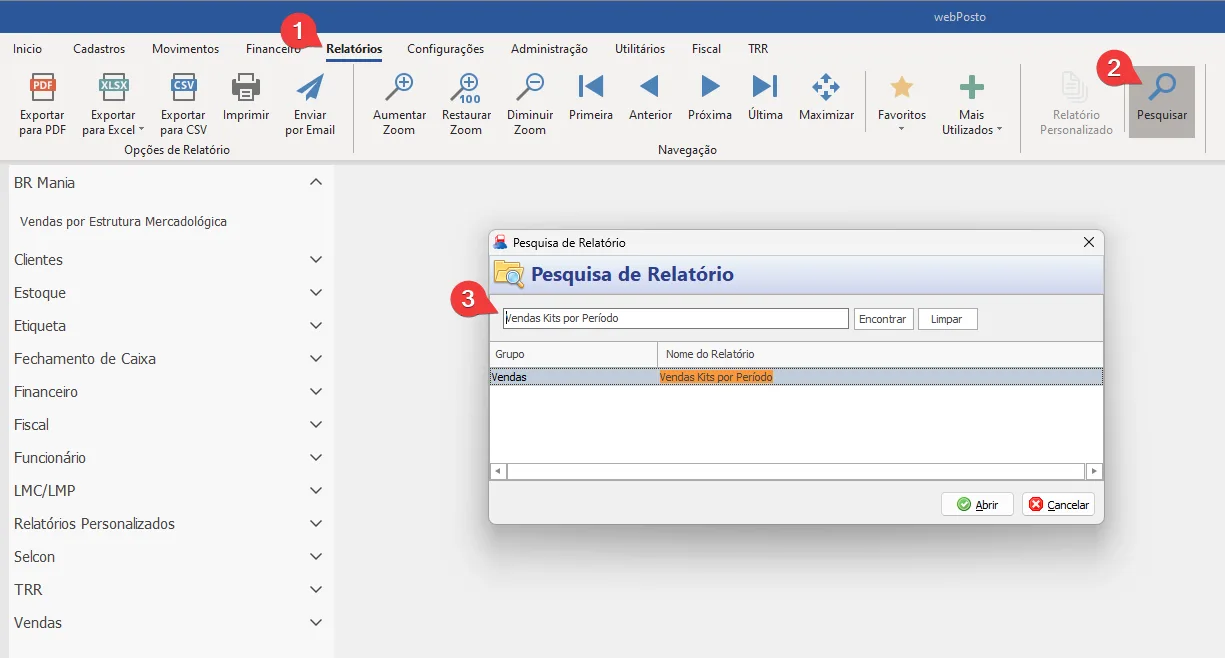 webPosto
1
Inicio Cadastros Movimentos Financeiro Relatórios Configurações Administração Utilitários Fiscal TRR
2
PDF XLSX CSV 100
Exportar para PDF
Exportar para Excel
Exportar para CSV
Imprimir
Enviar por Email
Aumentar Zoom
Restaurar Zoom
Diminuir Zoom
Primeira
Anterior
Próxima
Última
Maximizar
Favoritos
Mais Utilizados
Relatório Personalizado
Pesquisar
Opções de Relatório Navegação
BR Mania
Vendas por Estrutura Mercadológica
Clientes
Estoque
Etiqueta
Fechamento de Caixa
Financeiro
Fiscal
Funcionário
LMC/LMP
Relatórios Personalizados
Selcon
TRR
Vendas
Pesquisa de Relatório
Pesquisa de Relatório
3
Vendas Kits por Período Encontrar Limpar
Grupo Nome do Relatório
Vendas Vendas Kits por Período
Abrir Cancelar